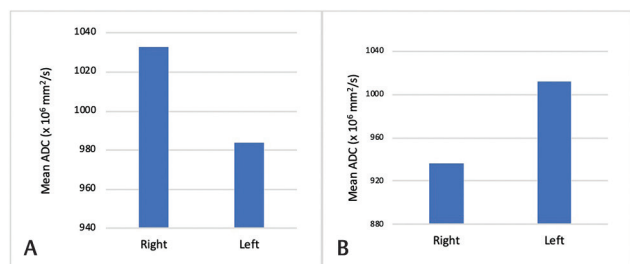 Mean ADC (x 10⁶ mm²/s)
1040
1020
1000
980
960
940
Right Left
A
Mean ADC (x 10⁶ mm²/s)
1040
1000
960
920
880
Right Left
B